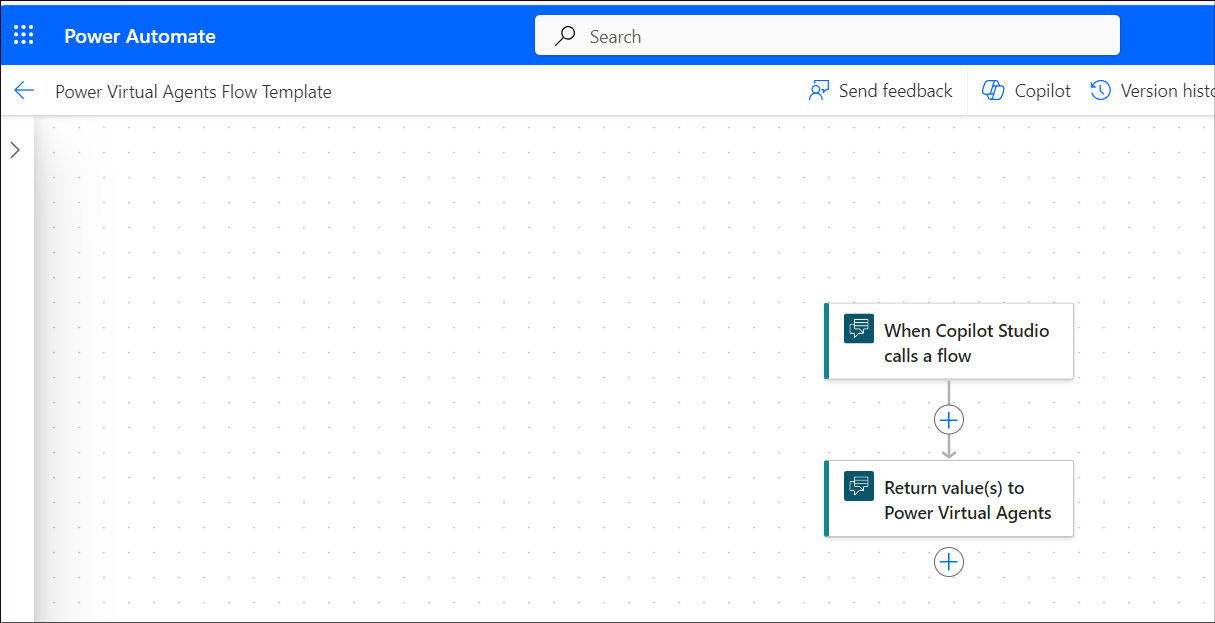 Power Automate
Search
Power Virtual Agents Flow Template
Send feedback
Copilot
Version histo
When Copilot Studio
calls a flow
Return value(s) to
Power Virtual Agents